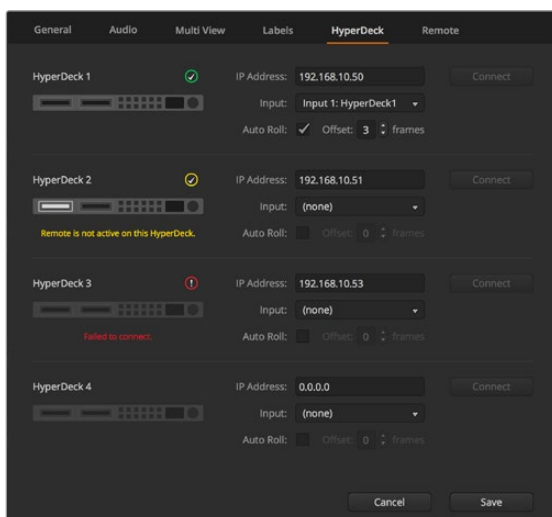 General Audio Multi View Labels HyperDeck Remote
HyperDeck 1 IP Address: 192.168.10.50 Connect
Input: Input 1: HyperDeck1
Auto Roll: Offset: 3 frames
HyperDeck 2 IP Address: 192.168.10.51 Connect
Input: (none)
Remote is not active on this HyperDeck.
Auto Roll: Offset: 0 frames
HyperDeck 3 IP Address: 192.168.10.53 Connect
Input: (none)
Failed to connect. Auto Roll: Offset: 0 frames
HyperDeck 4 IP Address: 0.0.0.0 Connect
Input: (none)
Auto Roll: Offset: 0 frames
Cancel Save